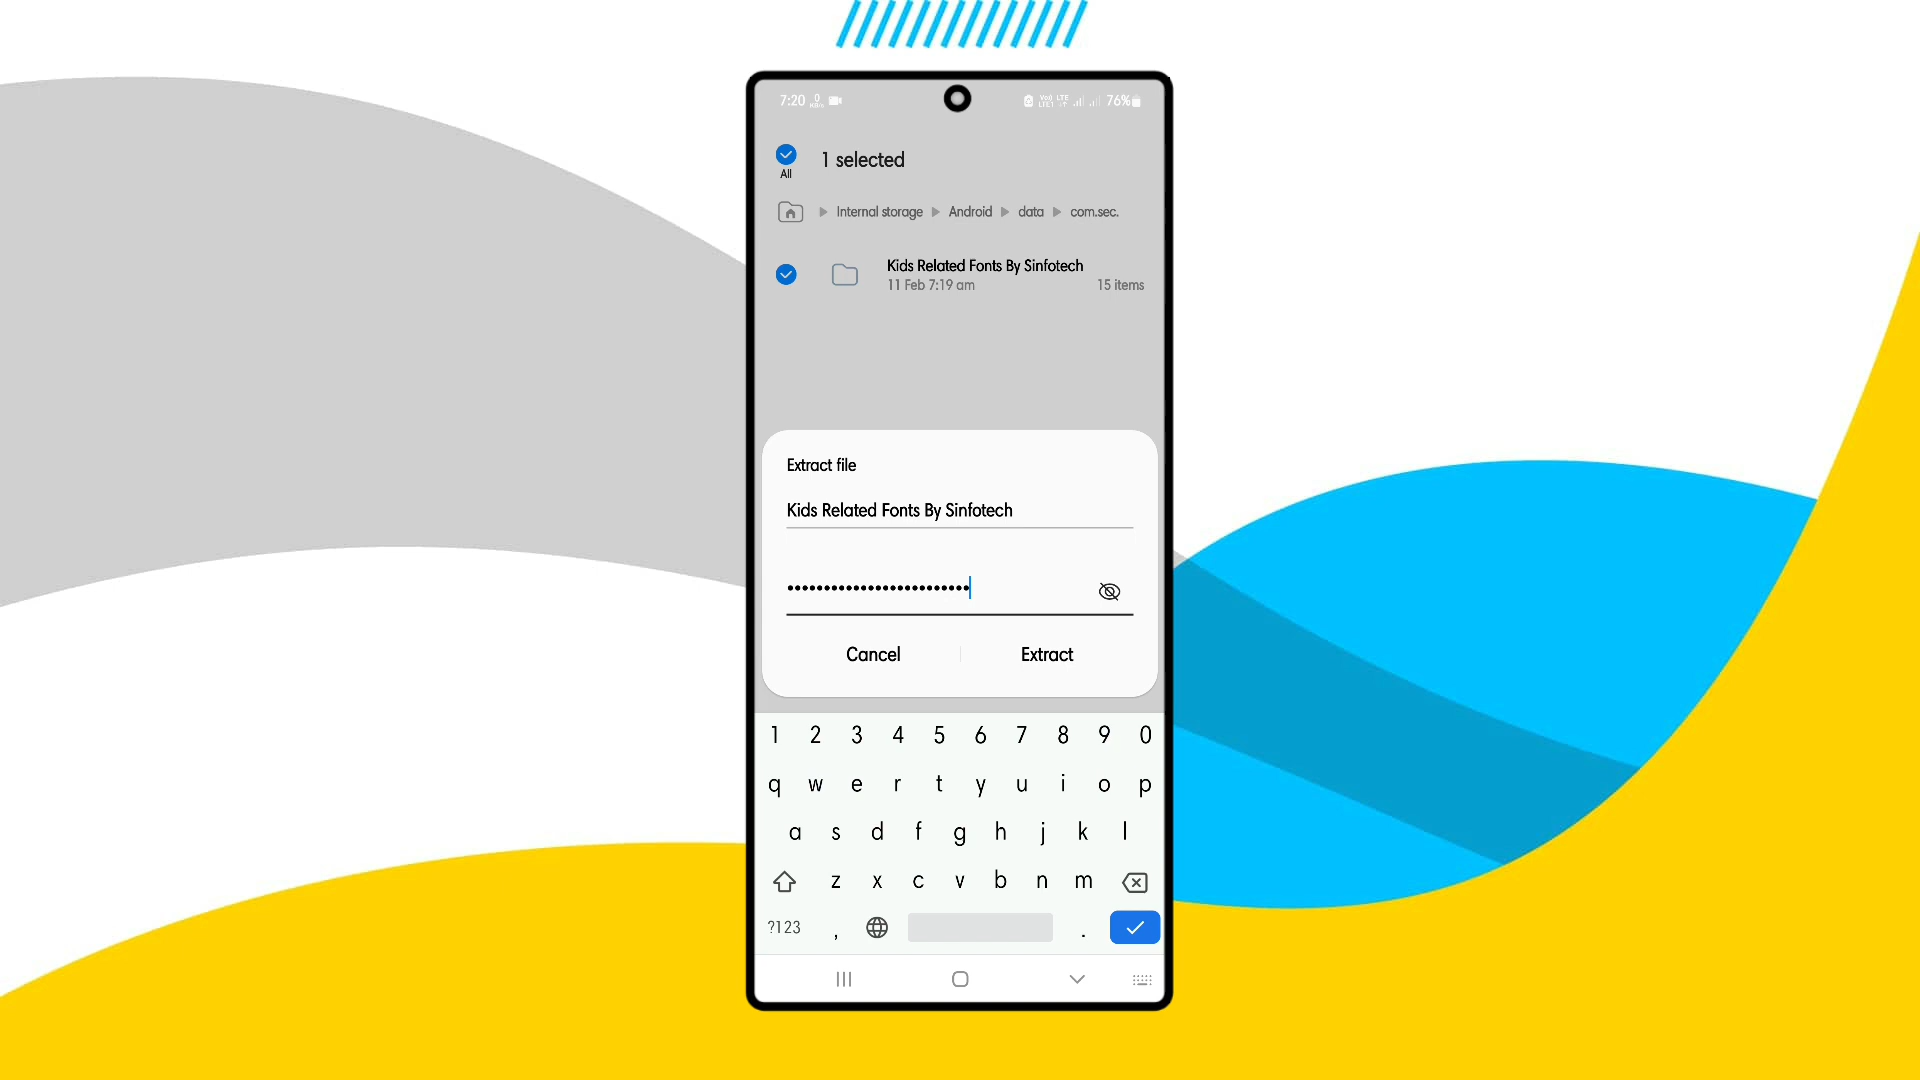 7:20 0 KB/s 76%
1 selected
All
Internal storage Android data com.sec.
Kids Related Fonts By Sinfotech
11 Feb 7:19 am 15 items
Extract file
Kids Related Fonts By Sinfotech
•••••••••••••••••••••••••
Cancel Extract
1 2 3 4 5 6 7 8 9 0
q w e r t y u i o p
a s d f g h j k l
z x c v b n m
?123 , .